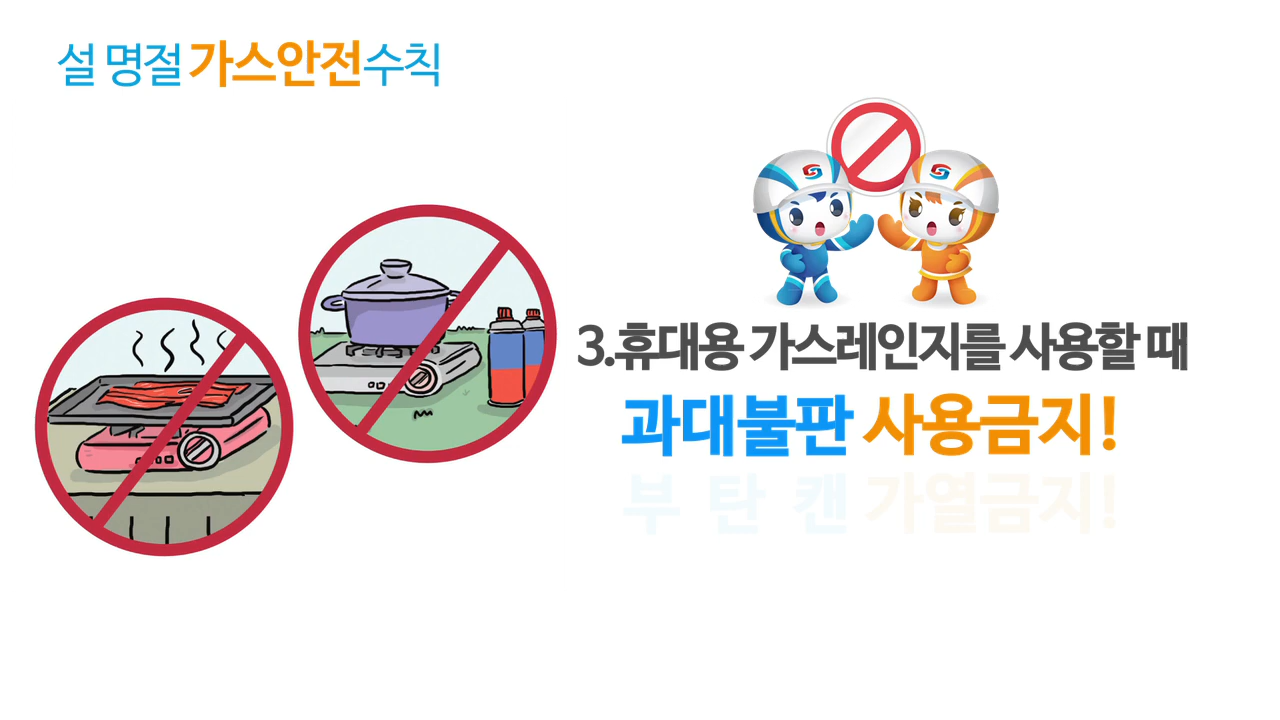 설 명절 가스안전수칙
3.휴대용 가스레인지를 사용할 때
과대불판 사용금지!
부 탄 캔 가열금지!